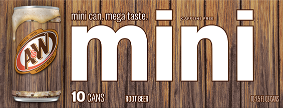 mini can, mega taste
mini
A&W
10 CANS
ROOT BEER